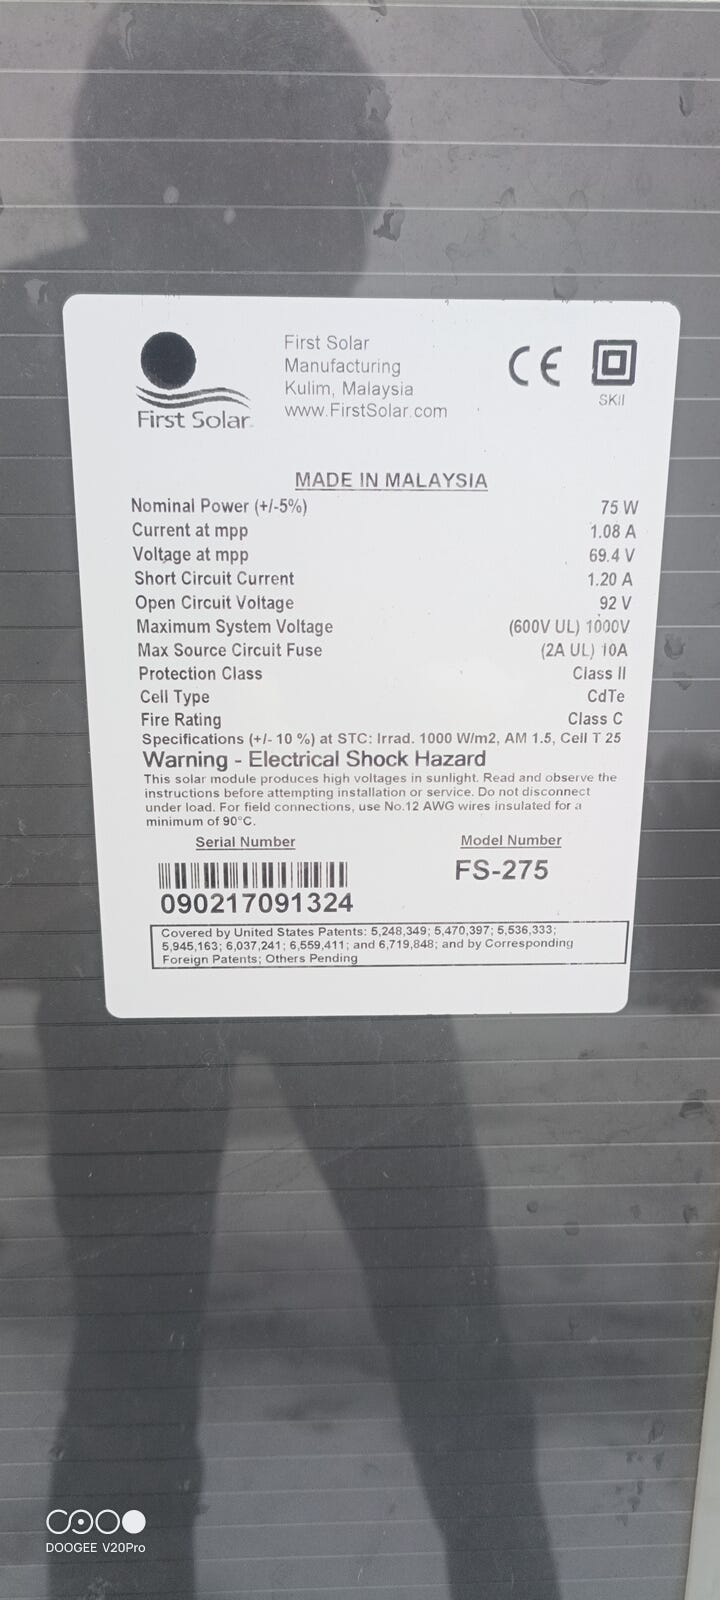 First Solar
Manufacturing
Kulim, Malaysia
www.FirstSolar.com
CE
SKII
First Solar
MADE IN MALAYSIA
Nominal Power (+/-5%) 75 W
Current at mpp 1.08 A
Voltage at mpp 69.4 V
Short Circuit Current 1.20 A
Open Circuit Voltage 92 V
Maximum System Voltage (600V UL) 1000V
Max Source Circuit Fuse (2A UL) 10A
Protection Class Class II
Cell Type CdTe
Fire Rating Class C
Specifications (+/- 10 %) at STC: Irrad. 1000 W/m2, AM 1.5, Cell T 25
Warning - Electrical Shock Hazard
This solar module produces high voltages in sunlight. Read and observe the
instructions before attempting installation or service. Do not disconnect
under load. For field connections, use No.12 AWG wires insulated for a
minimum of 90°C.
Serial Number Model Number
090217091324 FS-275
Covered by United States Patents: 5,248,349; 5,470,397; 5,536,333;
5,945,163; 6,037,241; 6,559,411; and 6,719,848; and by Corresponding
Foreign Patents; Others Pending
DOOGEE V20Pro